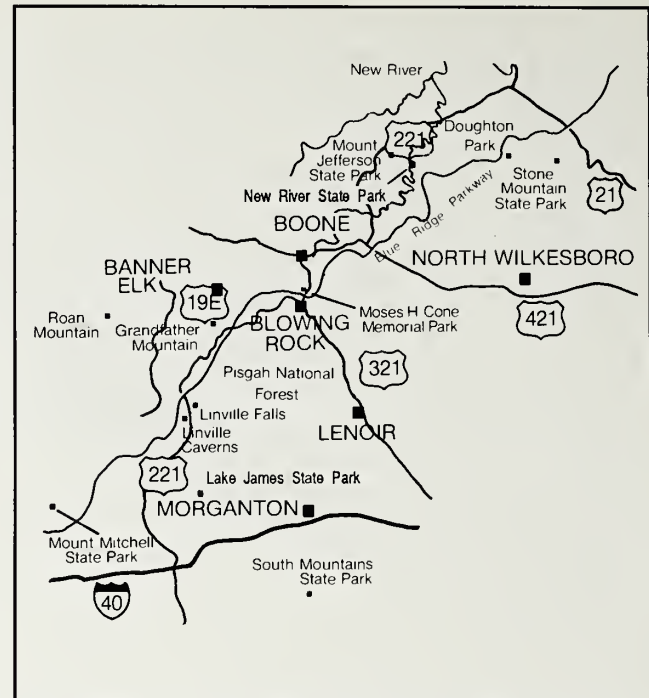 New River
221
Doughton
Park
Mount
Jefferson
State Park
New River State Park
Stone
Mountain
State Park
21
BOONE
Blue Ridge Parkway
NORTH WILKESBORO
BANNER
ELK
19E
421
Roan
Mountain
Grandfather
Mountain
BLOWING
ROCK
Moses H Cone
Memorial Park
321
Pisgah National
Forest
Linville Falls
LENOIR
Linville
Caverns
221
Lake James State Park
MORGANTON
Mount Mitchell
State Park
South Mountains
State Park
40